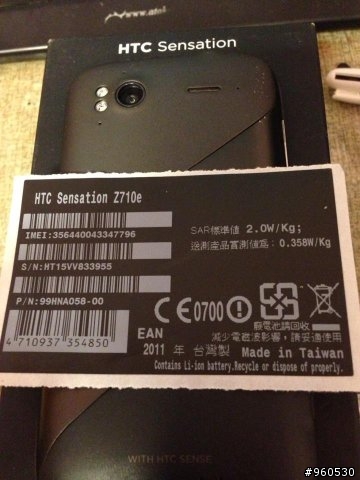 HTC Sensation
HTC Sensation Z710e
IMEI:356440043347796
SAR標準值 2.0W/Kg;
送測產品實測值為: 0.358W/Kg
S/N:HT15VV833955
P/N:99HNA058-00
CE0700
廢電池請回收
4 710937 354850
EAN
減少電磁波影響,請妥適使用
2011 年 台灣製 Made in Taiwan
Contains Li-ion battery.Recycle or dispose of properly.
WITH HTC SENSE
#960530